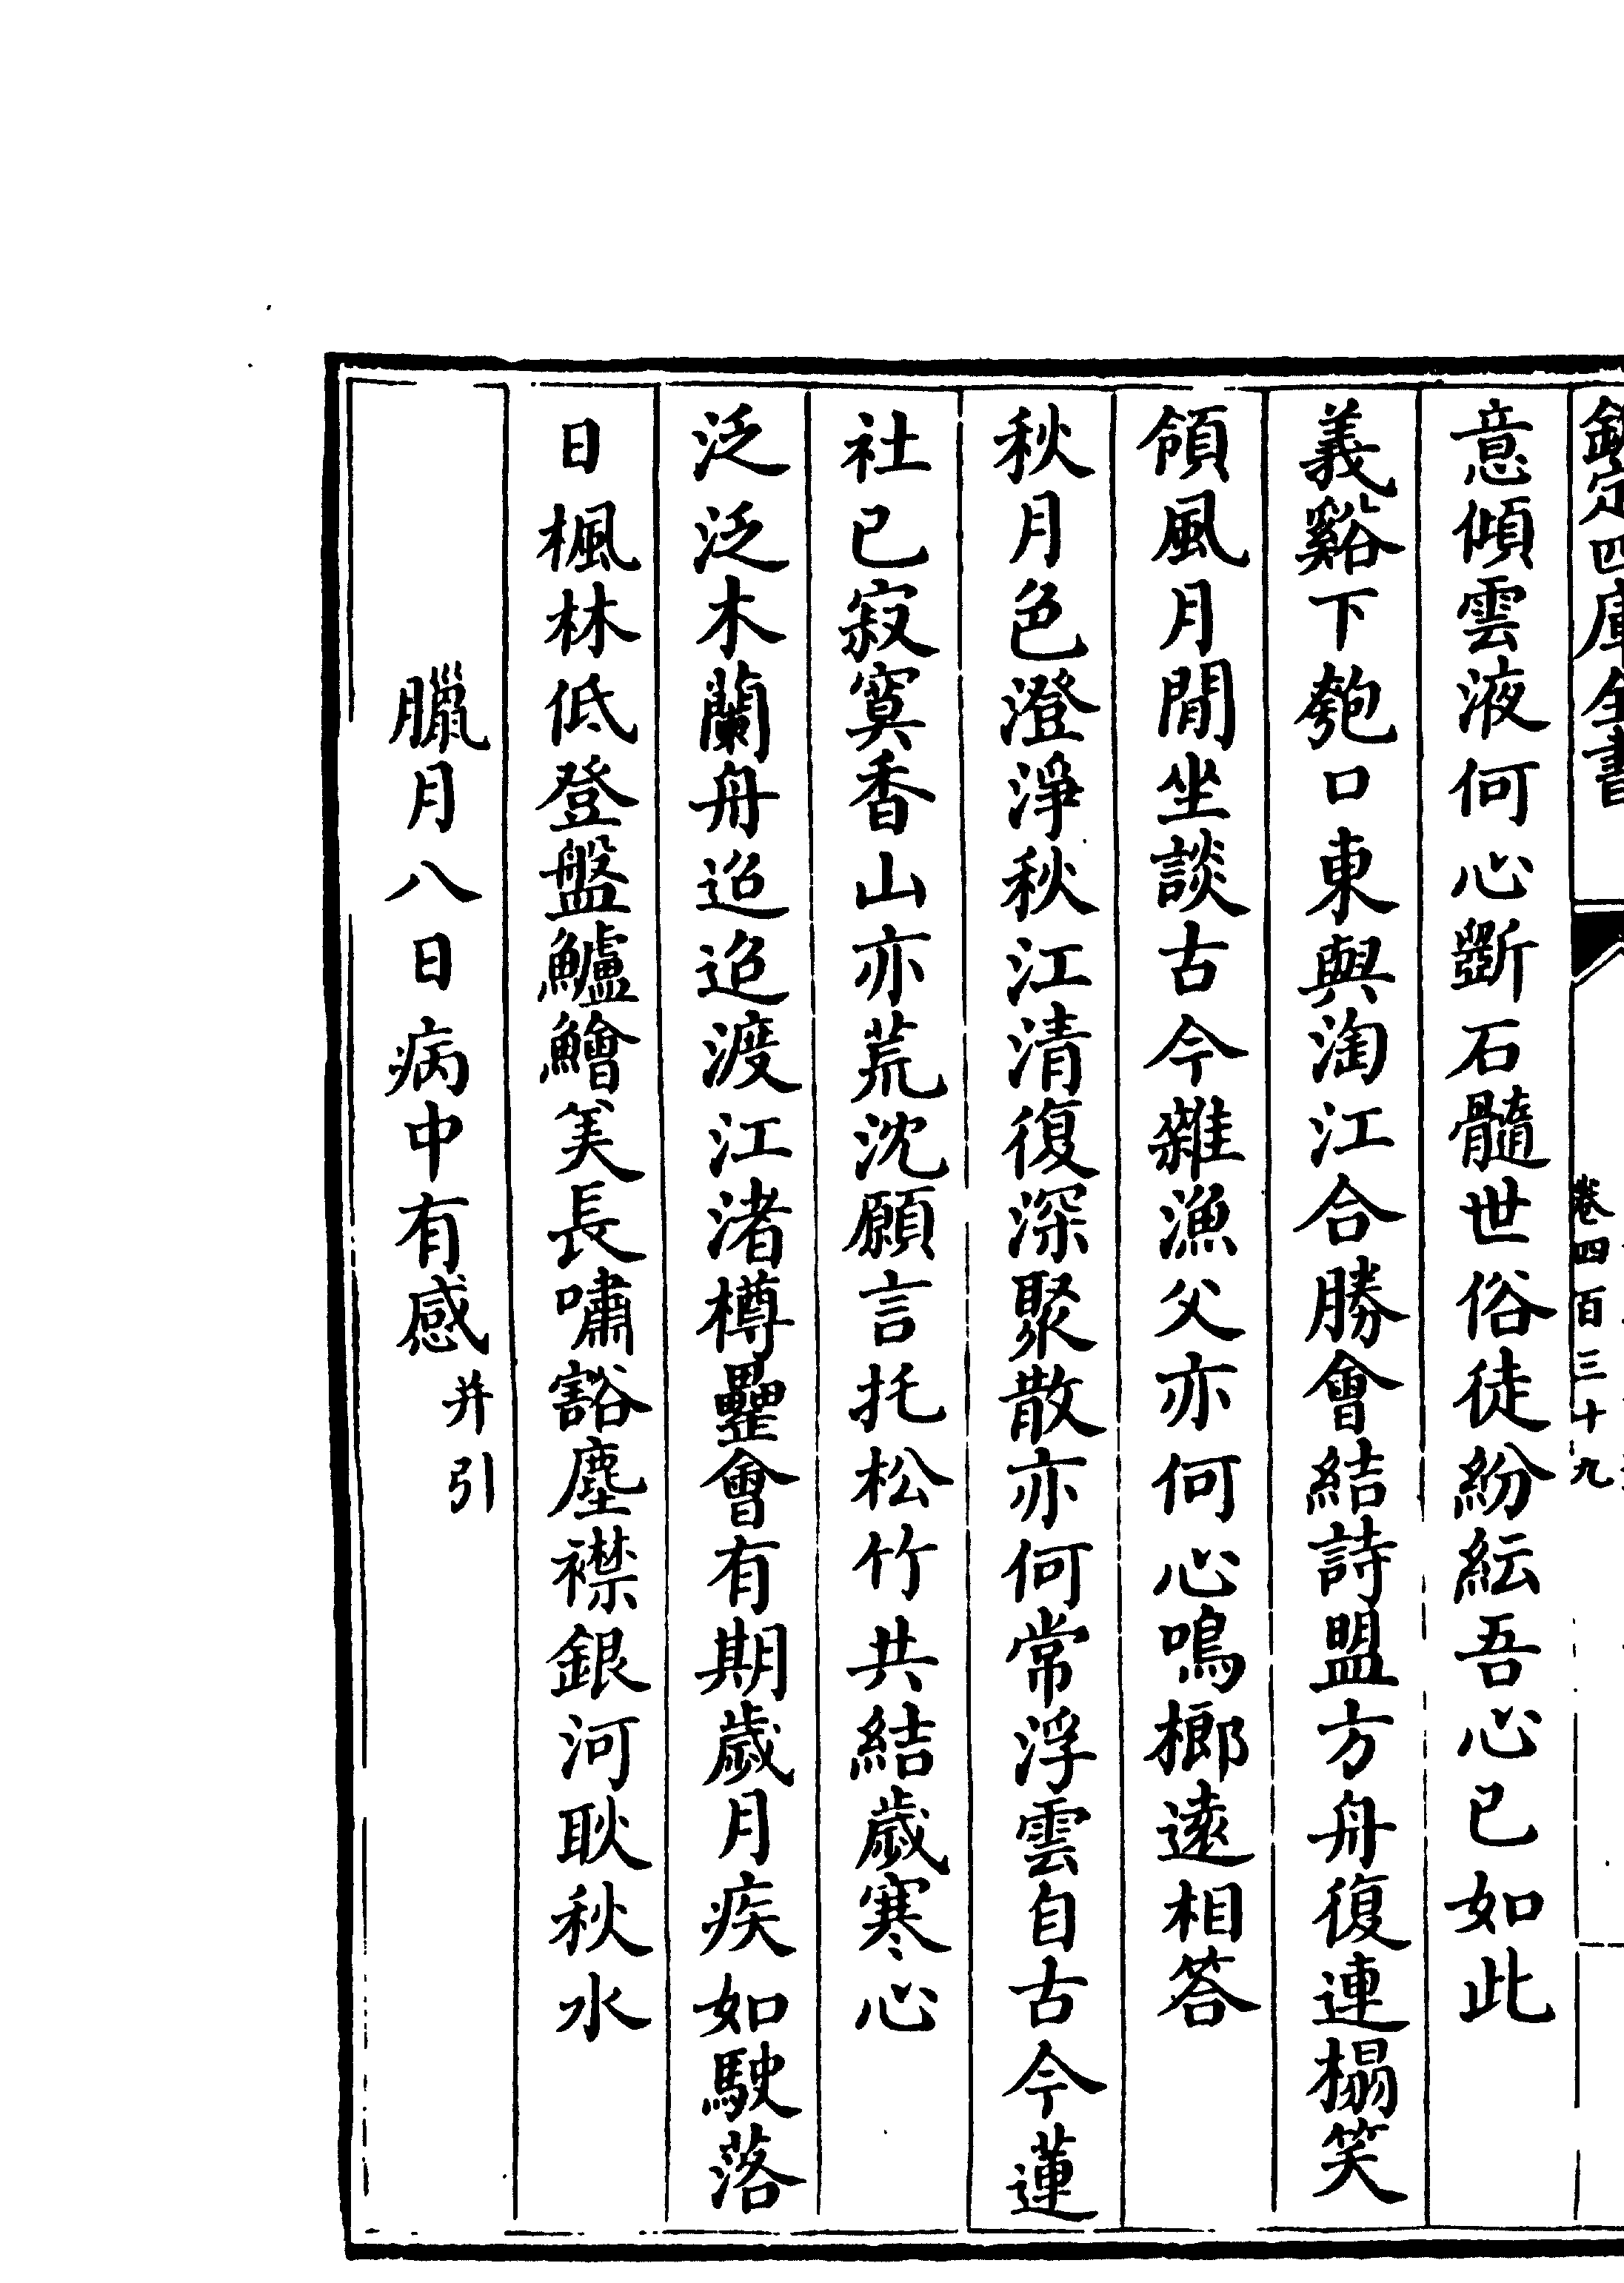 欽定四庫全書
卷四百三十九
意傾雲液何心斷石髓世俗徒紛紜吾心已如此
義谿下匏口東與淘江合勝會結詩盟方舟復連榻笑
領風月閒坐談古今雜漁父亦何心鳴榔遠相答
秋月色澄淨秋江清復深聚散亦何常浮雲自古今蓮
社已寂寞香山亦荒沈願言托松竹共結歲寒心
泛泛木蘭舟迢迢渡江渚樽罍會有期歲月疾如駛落
日楓林低登盤鱸鱠美長嘯豁塵襟銀河耿秋水
臘月八日病中有感并引